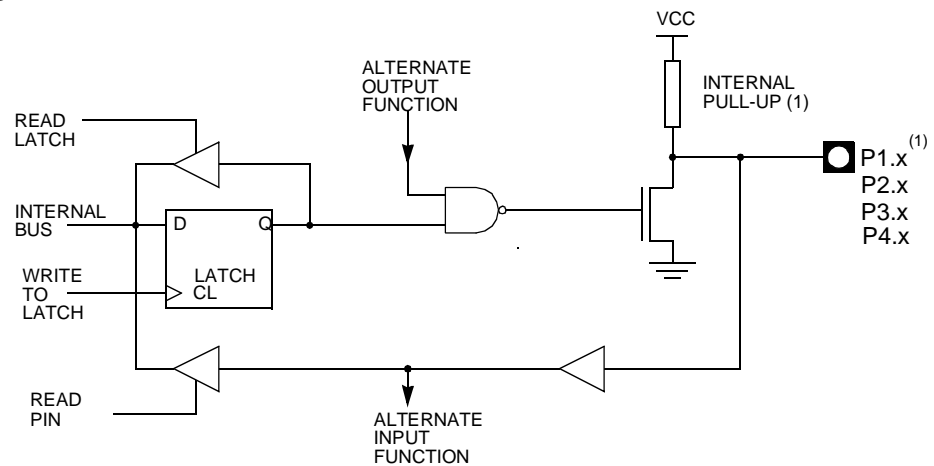 VCC
ALTERNATE
OUTPUT
FUNCTION
INTERNAL
PULL-UP (1)
READ
LATCH
P1.x (1)
P2.x
P3.x
P4.x
INTERNAL
BUS
D
Q
LATCH
CL
WRITE
TO
LATCH
READ
PIN
ALTERNATE
INPUT
FUNCTION